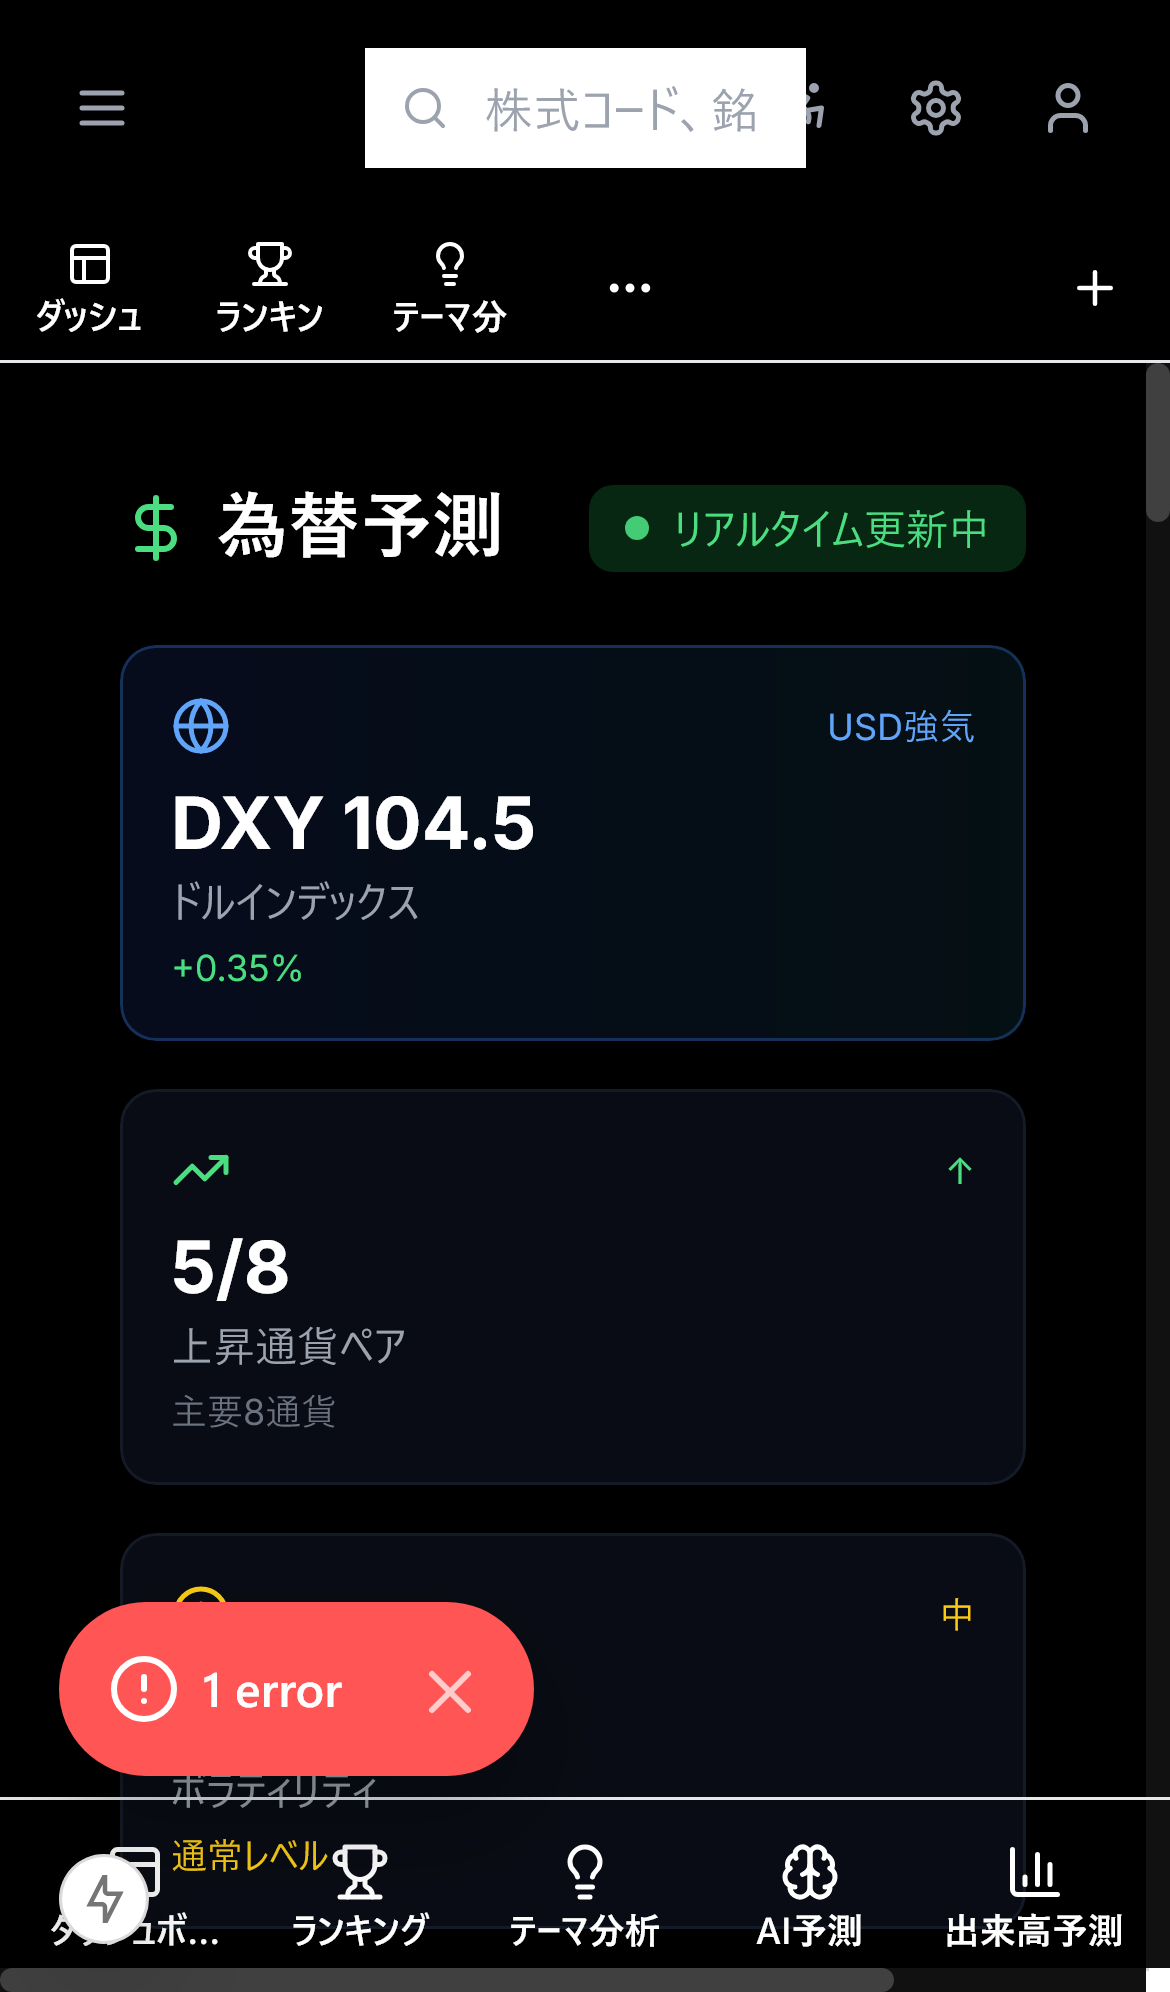 株式コード、銘
ダッシュ
ランキン
テーマ分
為替予測
リアルタイム更新中
USD強気
DXY 104.5
ドルインデックス
+0.35%
↑
5/8
上昇通貨ペア
主要8通貨
中
1 error
ボラティリティ
通常レベル
ランキング
テーマ分析
AI予測
出来高予測